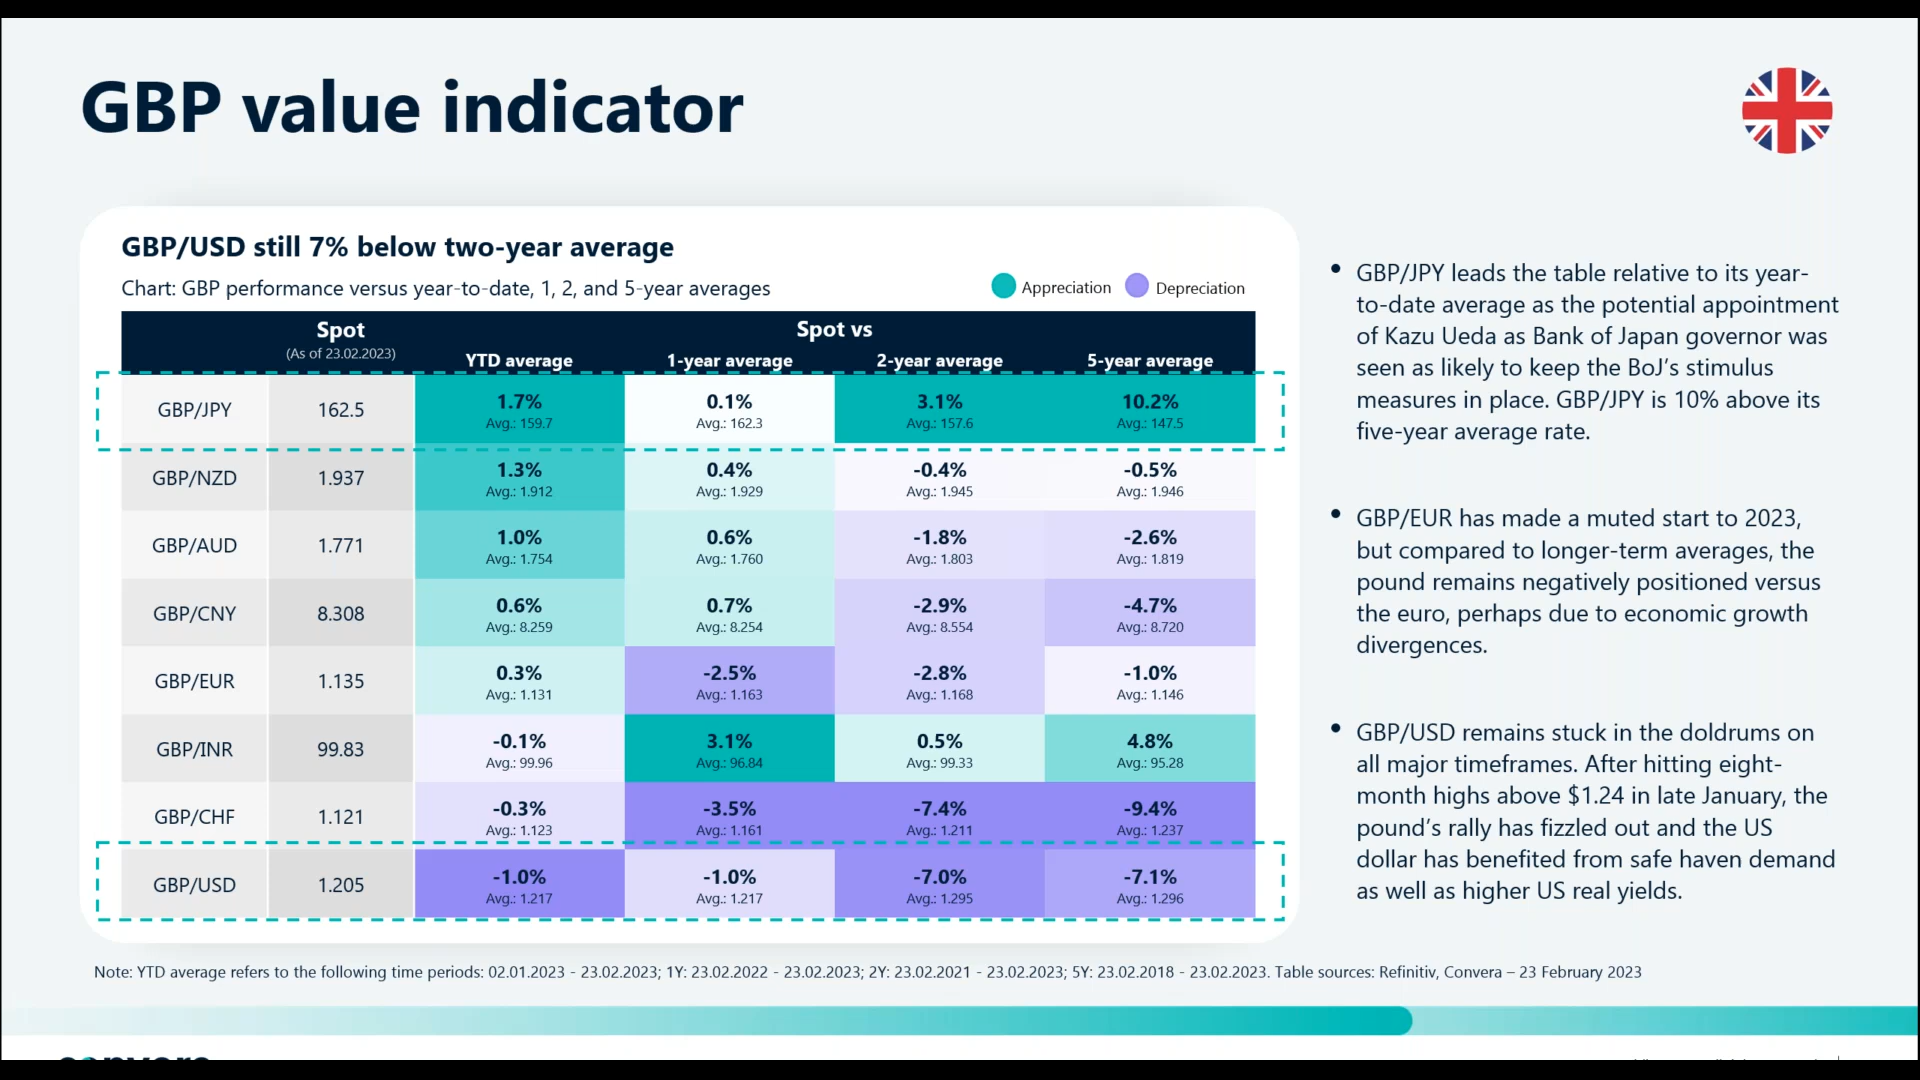 GBP value indicator
GBP/USD still 7% below two-year average
Chart: GBP performance versus year-to-date, 1, 2, and 5-year averages
Appreciation Depreciation
Spot Spot vs
(As of 23.02.2023) YTD average 1-year average 2-year average 5-year average
GBP/JPY 162.5 1.7% 0.1% 3.1% 10.2%
Avg.: 159.7 Avg.: 162.3 Avg.: 157.6 Avg.: 147.5
GBP/NZD 1.937 1.3% 0.4% -0.4% -0.5%
Avg.: 1.912 Avg.: 1.929 Avg.: 1.945 Avg.: 1.946
GBP/AUD 1.771 1.0% 0.6% -1.8% -2.6%
Avg.: 1.754 Avg.: 1.760 Avg.: 1.803 Avg.: 1.819
GBP/CNY 8.308 0.6% 0.7% -2.9% -4.7%
Avg.: 8.259 Avg.: 8.254 Avg.: 8.554 Avg.: 8.720
GBP/EUR 1.135 0.3% -2.5% -2.8% -1.0%
Avg.: 1.131 Avg.: 1.163 Avg.: 1.168 Avg.: 1.146
GBP/INR 99.83 -0.1% 3.1% 0.5% 4.8%
Avg.: 99.96 Avg.: 96.84 Avg.: 99.33 Avg.: 95.28
GBP/CHF 1.121 -0.3% -3.5% -7.4% -9.4%
Avg.: 1.123 Avg.: 1.161 Avg.: 1.211 Avg.: 1.237
GBP/USD 1.205 -1.0% -1.0% -7.0% -7.1%
Avg.: 1.217 Avg.: 1.217 Avg.: 1.295 Avg.: 1.296
• GBP/JPY leads the table relative to its year-
to-date average as the potential appointment
of Kazu Ueda as Bank of Japan governor was
seen as likely to keep the BoJ’s stimulus
measures in place. GBP/JPY is 10% above its
five-year average rate.
• GBP/EUR has made a muted start to 2023,
but compared to longer-term averages, the
pound remains negatively positioned versus
the euro, perhaps due to economic growth
divergences.
• GBP/USD remains stuck in the doldrums on
all major timeframes. After hitting eight-
month highs above $1.24 in late January, the
pound’s rally has fizzled out and the US
dollar has benefited from safe haven demand
as well as higher US real yields.
Note: YTD average refers to the following time periods: 02.01.2023 - 23.02.2023; 1Y: 23.02.2022 - 23.02.2023; 2Y: 23.02.2021 - 23.02.2023; 5Y: 23.02.2018 - 23.02.2023. Table sources: Refinitiv, Convera – 23 February 2023